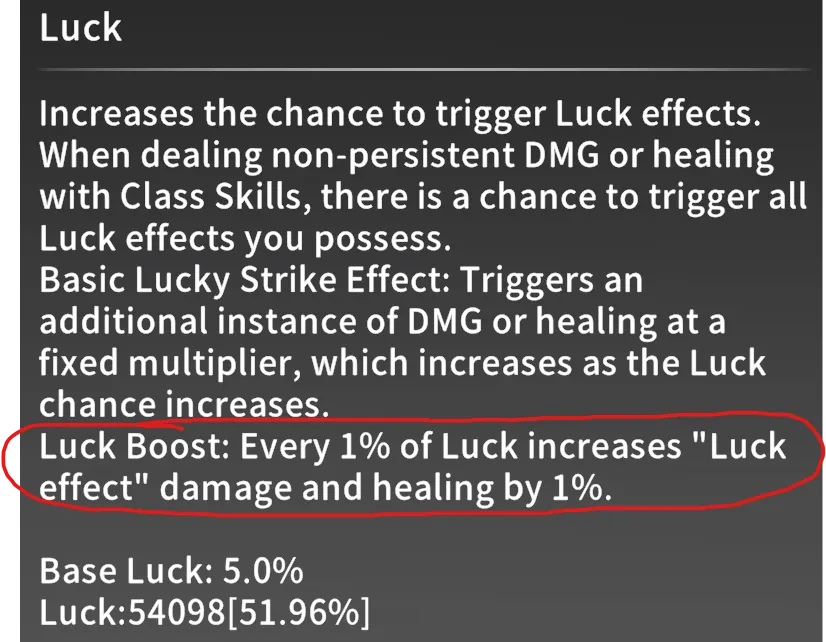 Luck
Increases the chance to trigger Luck effects.
When dealing non-persistent DMG or healing
with Class Skills, there is a chance to trigger all
Luck effects you possess.
Basic Lucky Strike Effect: Triggers an
additional instance of DMG or healing at a
fixed multiplier, which increases as the Luck
chance increases.
Luck Boost: Every 1% of Luck increases "Luck
effect" damage and healing by 1%.
Base Luck: 5.0%
Luck:54098[51.96%]